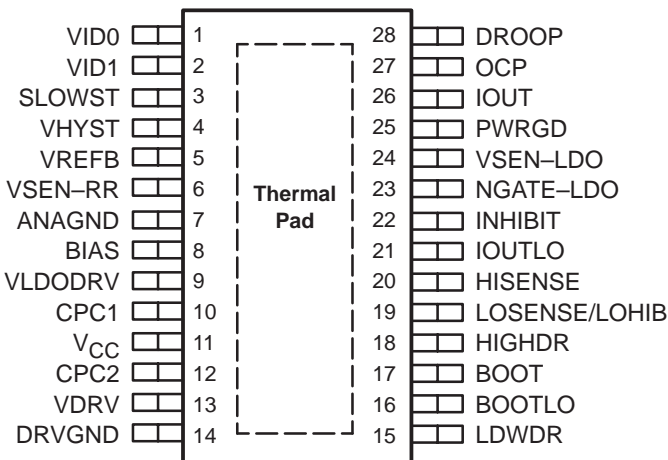 VID0 1 28 DROOP
VID1 2 27 OCP
SLOWST 3 26 IOUT
VHYST 4 25 PWRGD
VREFB 5 24 VSEN–LDO
VSEN–RR 6 Thermal 23 NGATE–LDO
ANAGND 7 Pad 22 INHIBIT
BIAS 8 21 IOUTLO
VLDODRV 9 20 HISENSE
CPC1 10 19 LOSENSE/LOHIB
VCC 11 18 HIGHDR
CPC2 12 17 BOOT
VDRV 13 16 BOOTLO
DRVGND 14 15 LDWDR